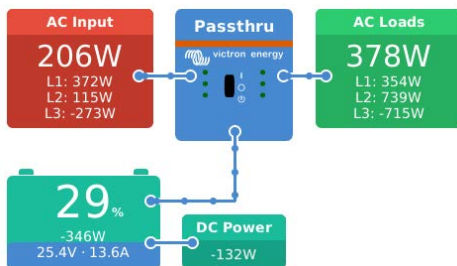 AC Input
206W
L1: 372W
L2: 115W
L3: -273W
Passthru
victron energy
I
AC Loads
378W
L1: 354W
L2: 739W
L3: -715W
29%
-346W
25.4V · 13.6A
DC Power
-132W